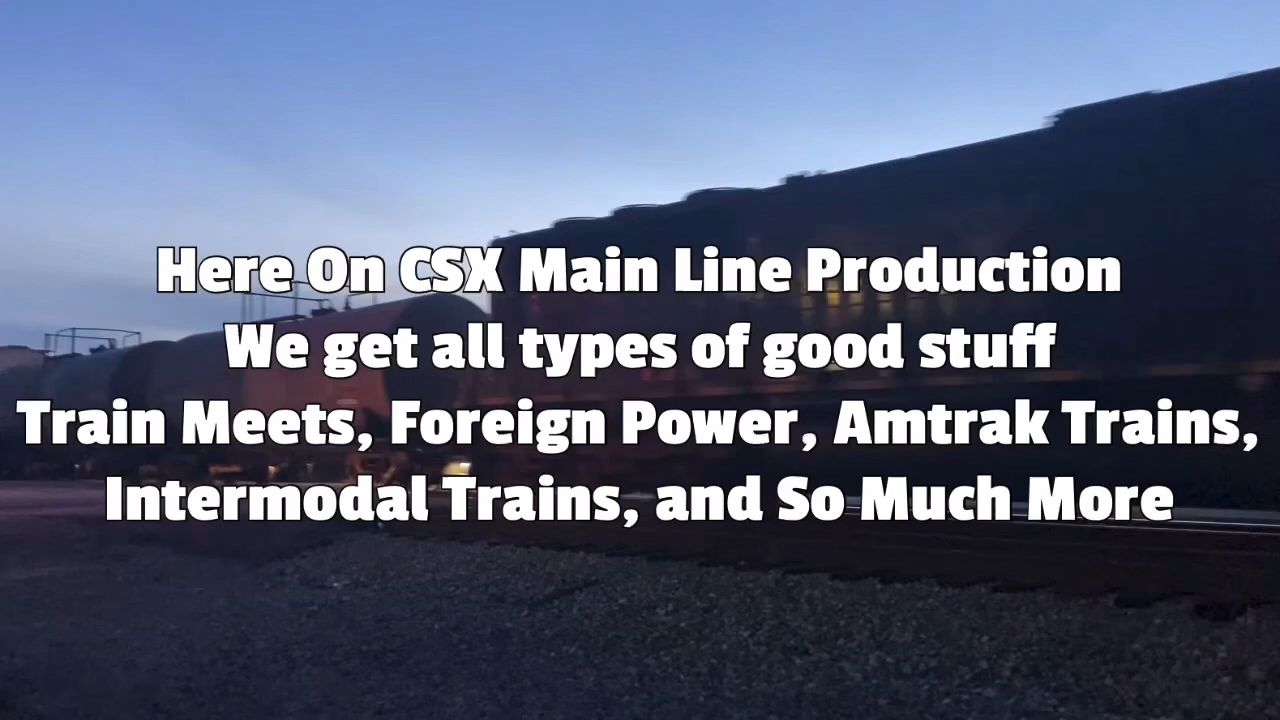 Here On CSX Main Line Production
We get all types of good stuff
Train Meets, Foreign Power, Amtrak Trains,
Intermodal Trains, and So Much More